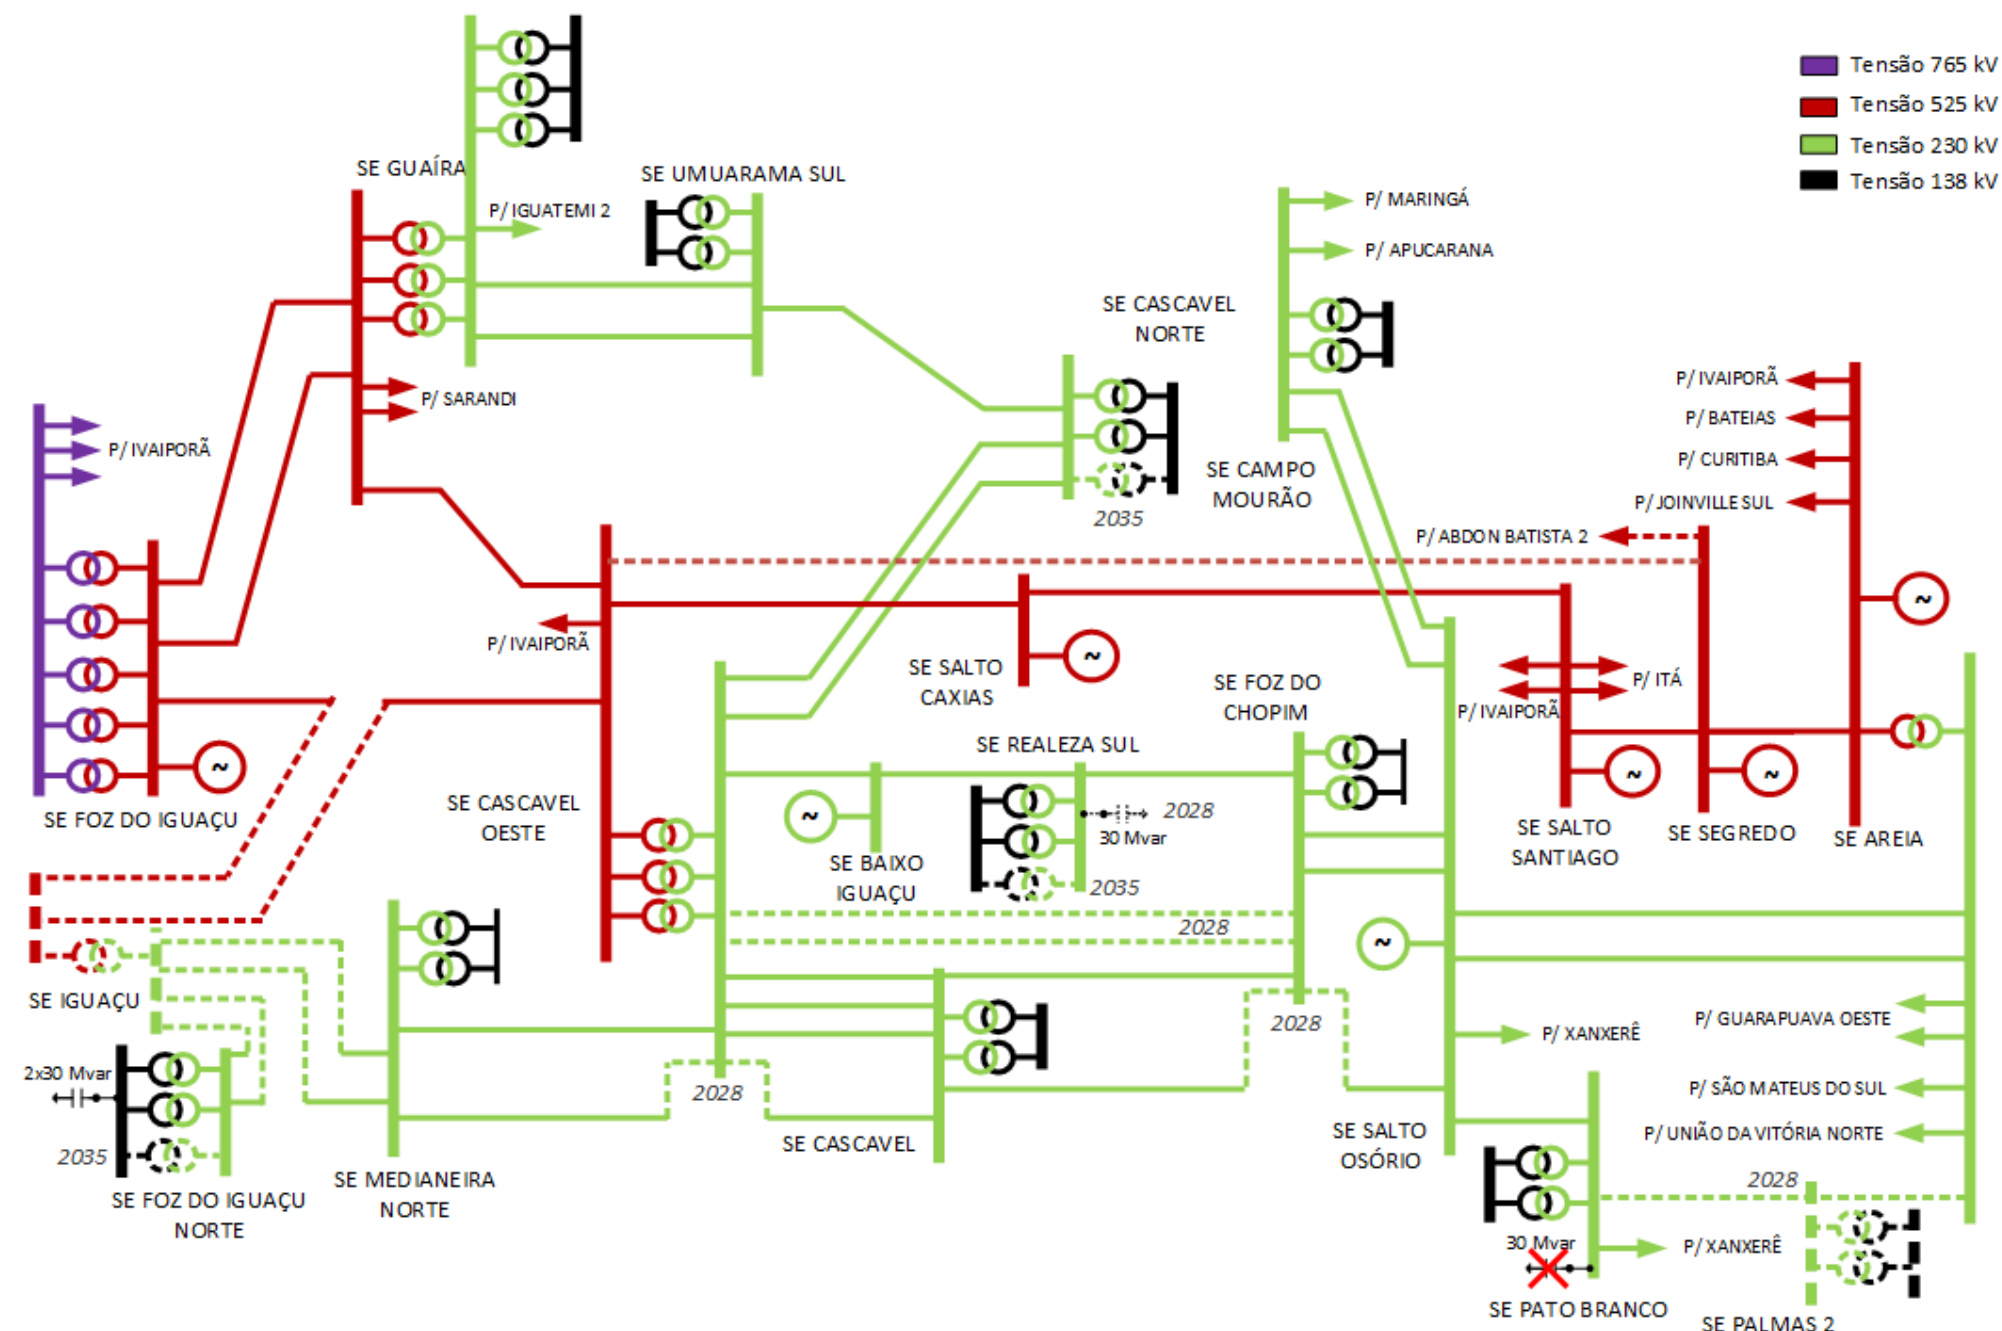 Tensão 765 kV
Tensão 525 kV
Tensão 230 kV
Tensão 138 kV
SE GUAÍRA
SE UMUARAMA SUL
P/ IGUATEMI 2
P/ SARANDI
P/ IVAIPORÃ
SE FOZ DO IGUAÇU
P/ MARINGÁ
P/ APUCARANA
SE CASCAVEL
NORTE
2035
SE CAMPO
MOURÃO
P/ IVAIPORÃ
P/ BATEIAS
P/ CURITIBA
P/ JOINVILLE SUL
P/ ABDON BATISTA 2
P/ IVAIPORÃ
SE CASCAVEL
OESTE
SE SALTO
CAXIAS
~
SE FOZ DO
CHOPIM
P/ IVAIPORÃ
P/ ITÁ
~
~
~
~
SE SALTO
SANTIAGO
SE SEGREDO
SE AREIA
SE REALEZA SUL
2028
30 Mvar
2035
~
SE BAIXO
IGUAÇU
2028
~
SE IGUAÇU
2x30 Mvar
2035
SE FOZ DO IGUAÇU
NORTE
SE MEDIANEIRA
NORTE
2028
SE CASCAVEL
2028
SE SALTO
OSÓRIO
P/ XANXERÊ
P/ GUARAPUAVA OESTE
P/ SÃO MATEUS DO SUL
P/ UNIÃO DA VITÓRIA NORTE
2028
30 Mvar
P/ XANXERÊ
SE PATO BRANCO
SE PALMAS 2